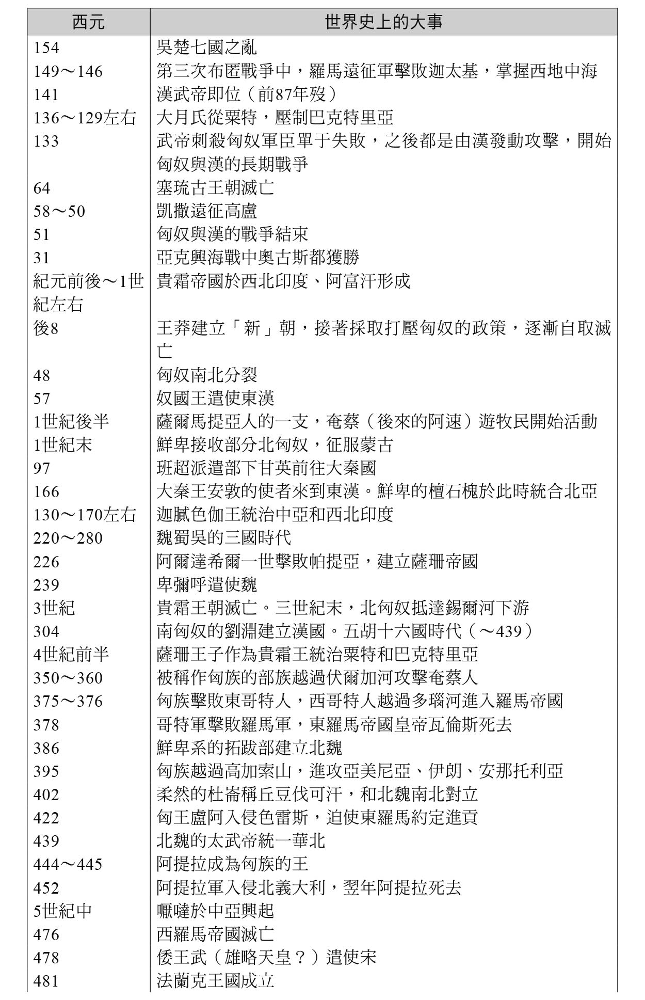 西元 世界史上的大事
154 吳楚七國之亂
149～146 第三次布匿戰爭中，羅馬遠征軍擊敗迦太基，掌握西地中海
141 漢武帝即位（前87年歿）
136～129左右 大月氏從粟特，壓制巴克特里亞
133 武帝刺殺匈奴軍臣單于失敗，之後都是由漢發動攻擊，開始
匈奴與漢的長期戰爭
64 塞琉古王朝滅亡
58～50 凱撒遠征高盧
51 匈奴與漢的戰爭結束
31 亞克興海戰中奧古斯都獲勝
紀元前後～1世 貴霜帝國於西北印度、阿富汗形成
紀左右
後8 王莽建立「新」朝，接著採取打壓匈奴的政策，逐漸自取滅
亡
48 匈奴南北分裂
57 奴國王遣使東漢
1世紀後半 薩爾馬提亞人的一支，奄蔡（後來的阿速）遊牧民開始活動
1世紀末 鮮卑接收部分北匈奴，征服蒙古
97 班超派遣部下甘英前往大秦國
166 大秦王安敦的使者來到東漢。鮮卑的檀石槐於此時統合北亞
130～170左右 迦膩色伽王統治中亞和西北印度
220～280 魏蜀吳的三國時代
226 阿爾達希爾一世擊敗帕提亞，建立薩珊帝國
239 卑彌呼遣使魏
3世紀 貴霜王朝滅亡。三世紀末，北匈奴抵達錫爾河下游
304 南匈奴的劉淵建立漢國。五胡十六國時代（～439）
4世紀前半 薩珊王子作為貴霜王統治粟特和巴克特里亞
350～360 被稱作匈族的部族越過伏爾加河攻擊奄蔡人
375～376 匈族擊敗東哥特人，西哥特人越過多瑙河進入羅馬帝國
378 哥特軍擊敗羅馬軍，東羅馬帝國皇帝瓦倫斯死去
386 鮮卑系的拓跋部建立北魏
395 匈族越過高加索山，進攻亞美尼亞、伊朗、安那托利亞
402 柔然的杜崙稱丘豆伐可汗，和北魏南北對立
422 匈王盧阿入侵色雷斯，迫使東羅馬約定進貢
439 北魏的太武帝統一華北
444～445 阿提拉成為匈族的王
452 阿提拉軍入侵北義大利，翌年阿提拉死去
5世紀中 嚈噠於中亞興起
476 西羅馬帝國滅亡
478 倭王武（雄略天皇？）遣使宋
481 法蘭克王國成立